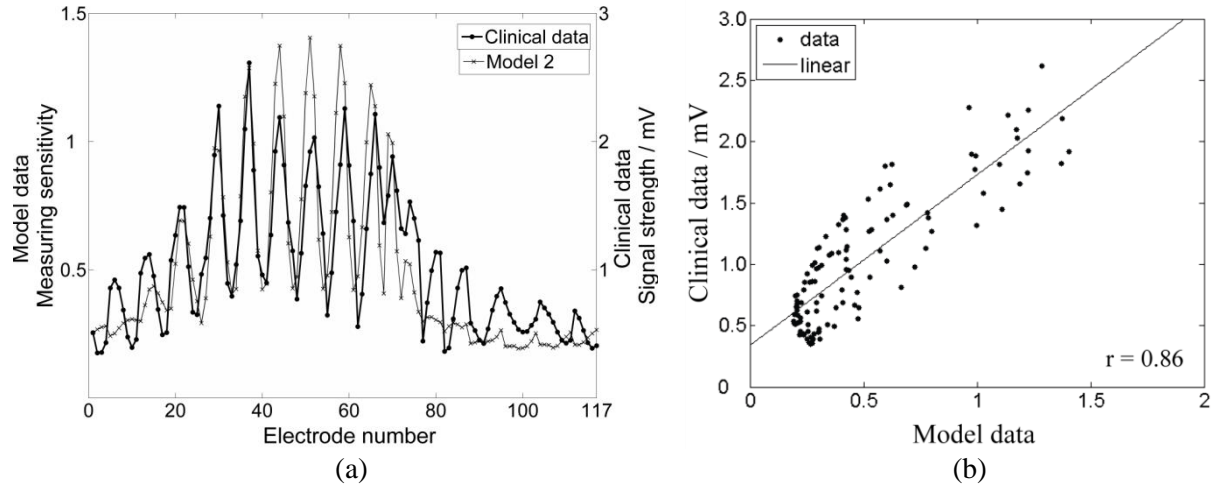 1.5
1
0.5
Model data
Measuring sensitivity
Clinical data
Model 2
3
2
1
Clinical data
Signal strength / mV
0 20 40 60 80 100 117
Electrode number
(a)
3.0
2.5
2.0
1.5
1.0
0.5
0
Clinical data / mV
data
linear
r = 0.86
0 0.5 1 1.5 2
Model data
(b)